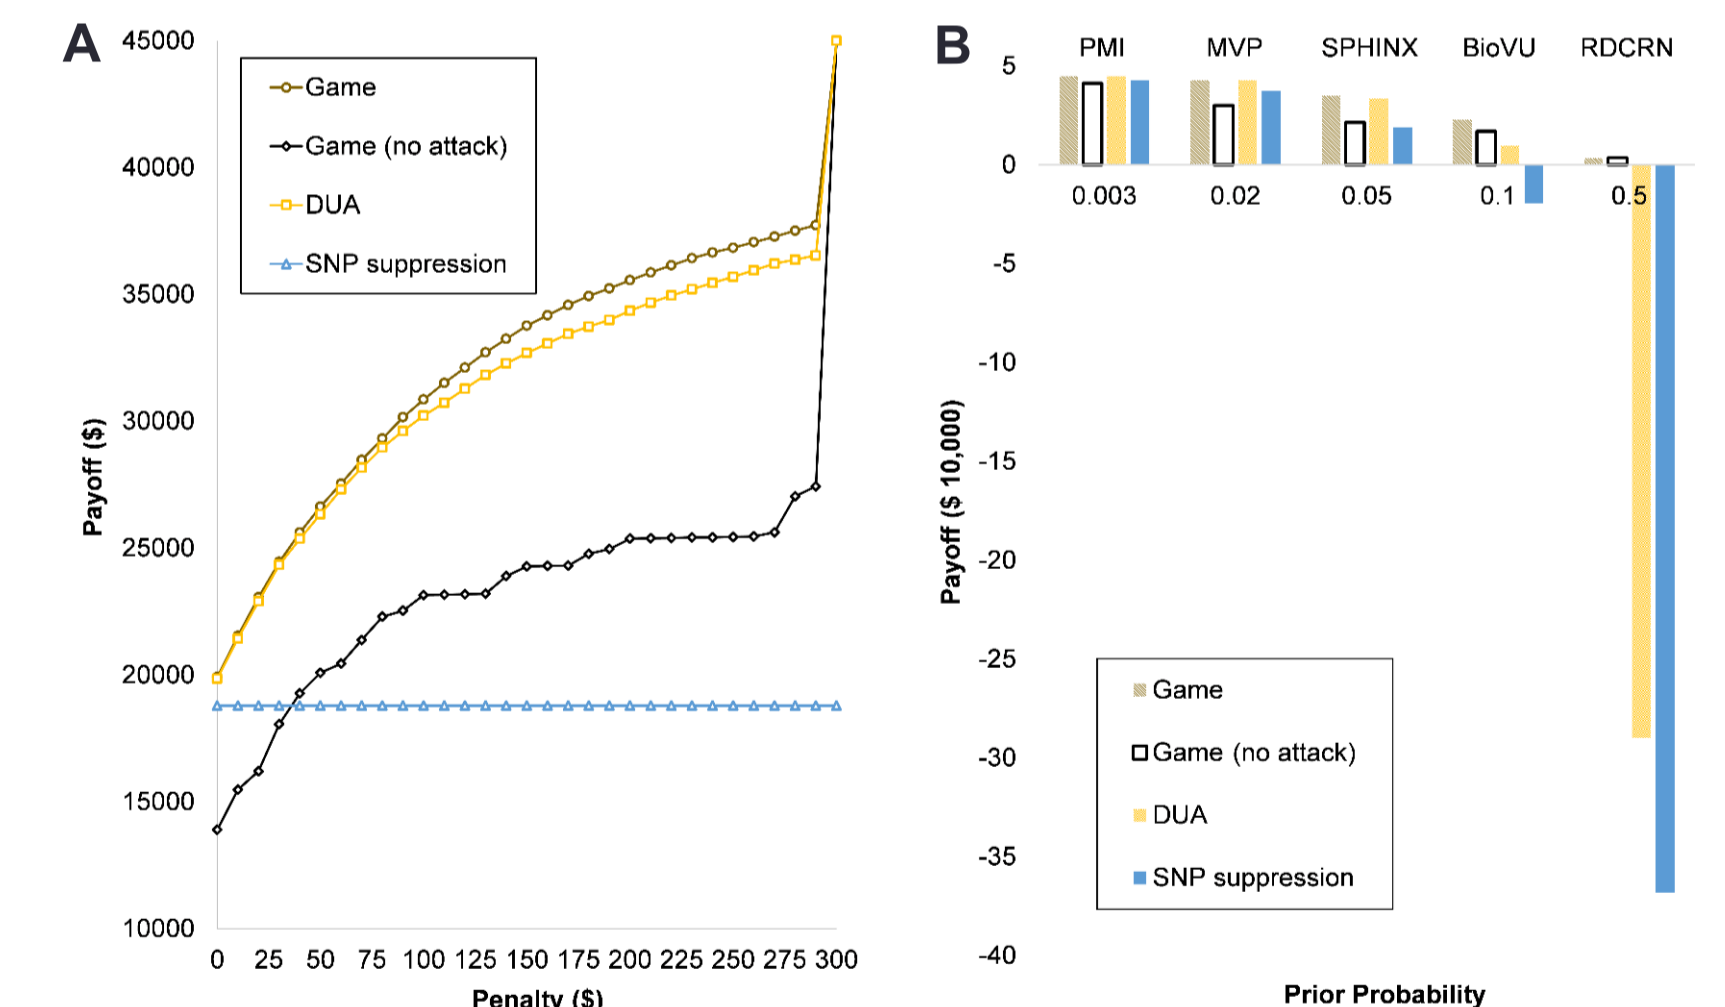 A
45000
40000
35000
30000
25000
20000
15000
10000
Payoff ($)
Game
Game (no attack)
DUA
SNP suppression
0 25 50 75 100 125 150 175 200 225 250 275 300
Penalty ($)
B
PMI MVP SPHINX BioVU RDCRN
5
0
0.003 0.02 0.05 0.1 0.5
-5
-10
-15
-20
-25
-30
-35
-40
Payoff ($ 10,000)
Game
Game (no attack)
DUA
SNP suppression
Prior Probability